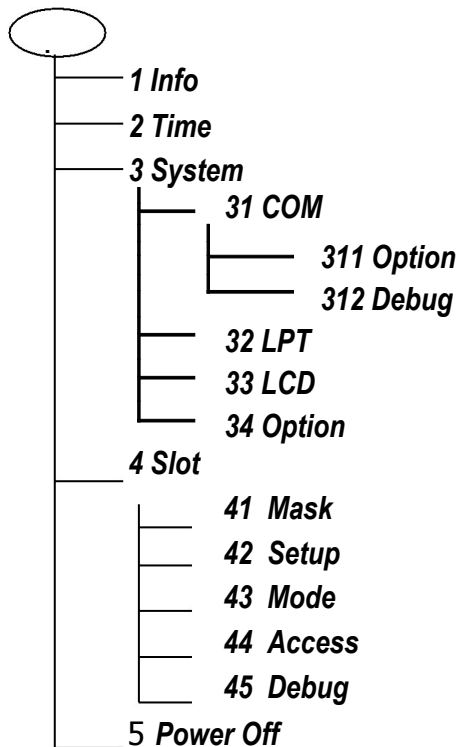 1 Info
2 Time
3 System
31 COM
311 Option
312 Debug
32 LPT
33 LCD
34 Option
4 Slot
41 Mask
42 Setup
43 Mode
44 Access
45 Debug
5 Power Off